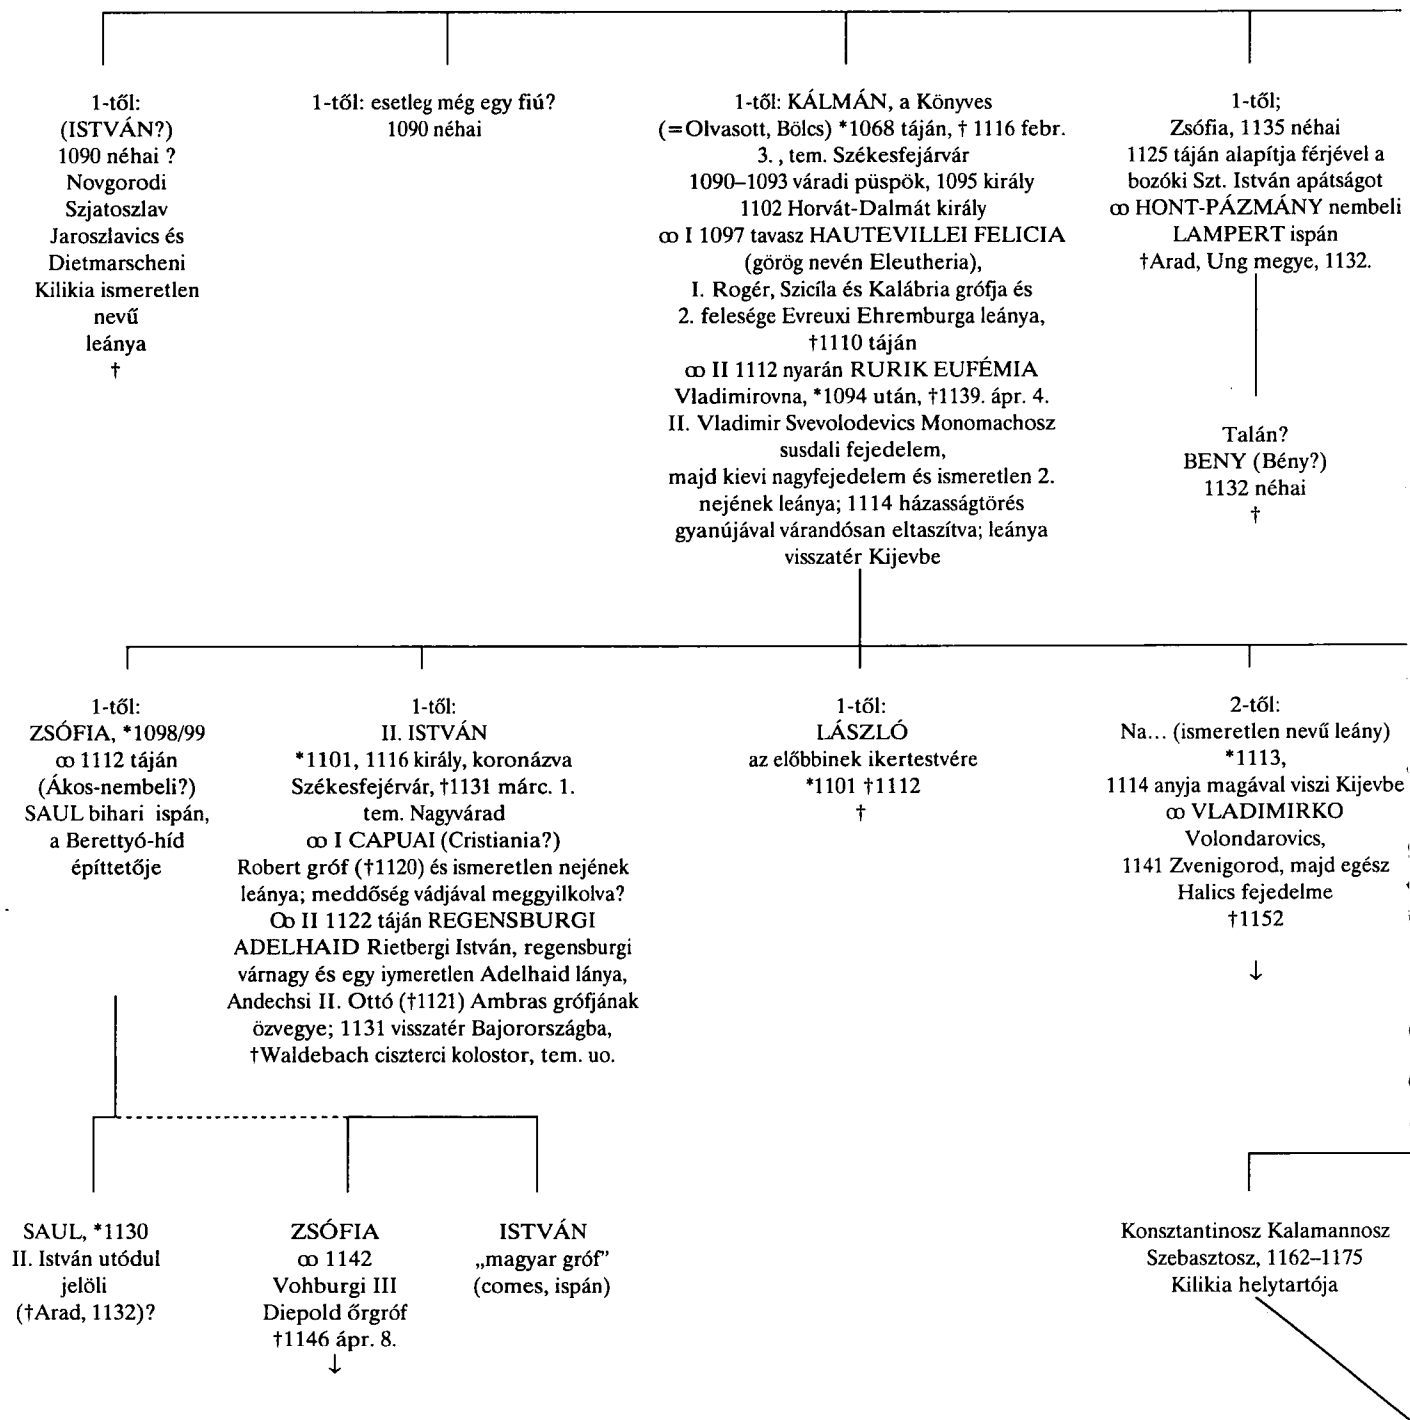 1-től:
(ISTVÁN?)
1090 néhai ?
Novgorodi
Szjatoszlav
Jaroszlavics és
Dietmarscheni
Kilikia ismeretlen
nevű
leánya
†
1-től: esetleg még egy fiú?
1090 néhai
1-től: KÁLMÁN, a Könyves
(=Olvasott, Bölcs) *1068 táján, † 1116 febr.
3. , tem. Székesfejárvár
1090–1093 váradi püspök, 1095 király
1102 Horvát-Dalmát király
ꝏ I 1097 tavasz HAUTEVILLEI FELICIA
(görög nevén Eleutheria),
I. Rogér, Szicíla és Kalábria grófja és
2. felesége Evreuxi Ehremburga leánya,
†1110 táján
ꝏ II 1112 nyarán RURIK EUFÉMIA
Vladimirovna, *1094 után, †1139. ápr. 4.
II. Vladimir Svevolodevics Monomachosz
susdali fejedelem,
majd kievi nagyfejedelem és ismeretlen 2.
nejének leánya; 1114 házasságtörés
gyanújával várandósan eltaszítva; leánya
visszatér Kijevbe
1-től;
Zsófia, 1135 néhai
1125 táján alapítja férjével a
bozóki Szt. István apátságot
ꝏ HONT-PÁZMÁNY nembeli
LAMPERT ispán
†Arad, Ung megye, 1132.
Talán?
BENY (Bény?)
1132 néhai
†
1-től:
ZSÓFIA, *1098/99
ꝏ 1112 táján
(Ákos-nembeli?)
SAUL bihari ispán,
a Berettyó-híd
építtetője
1-től:
II. ISTVÁN
*1101, 1116 király, koronázva
Székesfejérvár, †1131 márc. 1.
tem. Nagyvárad
ꝏ I CAPUAI (Cristiania?)
Robert gróf (†1120) és ismeretlen nejének
leánya; meddőség vádjával meggyilkolva?
Ꝏ II 1122 táján REGENSBURGI
ADELHAID Rietbergi István, regensburgi
várnagy és egy iymeretlen Adelhaid lánya,
Andechsi II. Ottó (†1121) Ambras grófjának
özvegye; 1131 visszatér Bajorországba,
†Waldebach ciszterci kolostor, tem. uo.
1-től:
LÁSZLÓ
az előbbinek ikertestvére
*1101 †1112
†
2-től:
Na... (ismeretlen nevű leány)
*1113,
1114 anyja magával viszi Kijevbe
ꝏ VLADIMIRKO
Volondarovics,
1141 Zvenigorod, majd egész
Halics fejedelme
†1152
↓
SAUL, *1130
II. István utódul
jelöli
(†Arad, 1132)?
ZSÓFIA
ꝏ 1142
Vohburgi III
Diepold őrgróf
†1146 ápr. 8.
↓
ISTVÁN
„magyar gróf”
(comes, ispán)
Konsztantinosz Kalamannosz
Szebasztosz, 1162–1175
Kilikia helytartója